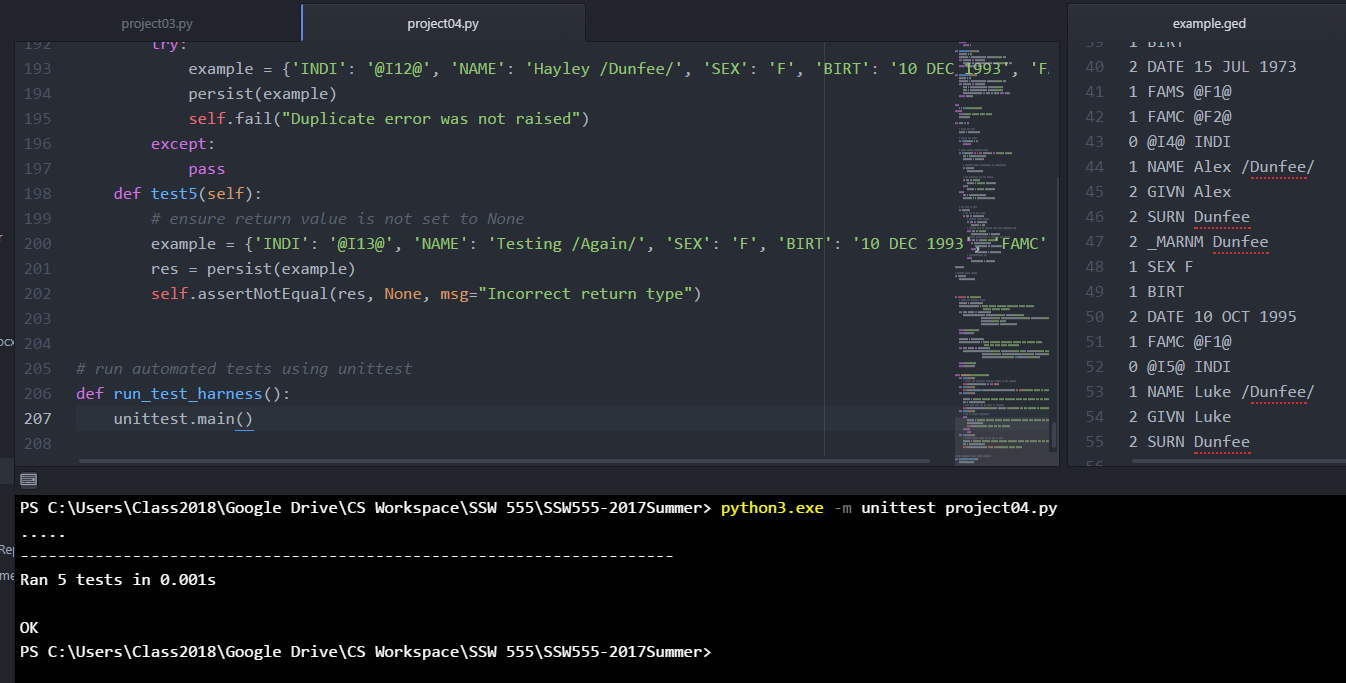 project03.py
project04.py
example.ged
192 try:
193 example = {'INDI': '@I12@', 'NAME': 'Hayley /Dunfee/', 'SEX': 'F', 'BIRT': '10 DEC 1993', 'F
194 persist(example)
195 self.fail("Duplicate error was not raised")
196 except:
197 pass
198 def test5(self):
199 # ensure return value is not set to None
200 example = {'INDI': '@I13@', 'NAME': 'Testing /Again/', 'SEX': 'F', 'BIRT': '10 DEC 1993', 'FAMC'
201 res = persist(example)
202 self.assertNotEqual(res, None, msg="Incorrect return type")
203
204
205 # run automated tests using unittest
206 def run_test_harness():
207 unittest.main()
208
39 1 BIRT
40 2 DATE 15 JUL 1973
41 1 FAMS @F1@
42 1 FAMC @F2@
43 0 @I4@ INDI
44 1 NAME Alex /Dunfee/
45 2 GIVN Alex
46 2 SURN Dunfee
47 2 _MARNM Dunfee
48 1 SEX F
49 1 BIRT
50 2 DATE 10 OCT 1995
51 1 FAMC @F1@
52 0 @I5@ INDI
53 1 NAME Luke /Dunfee/
54 2 GIVN Luke
55 2 SURN Dunfee
56
PS C:\Users\Class2018\Google Drive\CS Workspace\SSW 555\SSW555-2017Summer> python3.exe -m unittest project04.py
.....
----------------------------------------------------------------------
Ran 5 tests in 0.001s
OK
PS C:\Users\Class2018\Google Drive\CS Workspace\SSW 555\SSW555-2017Summer>